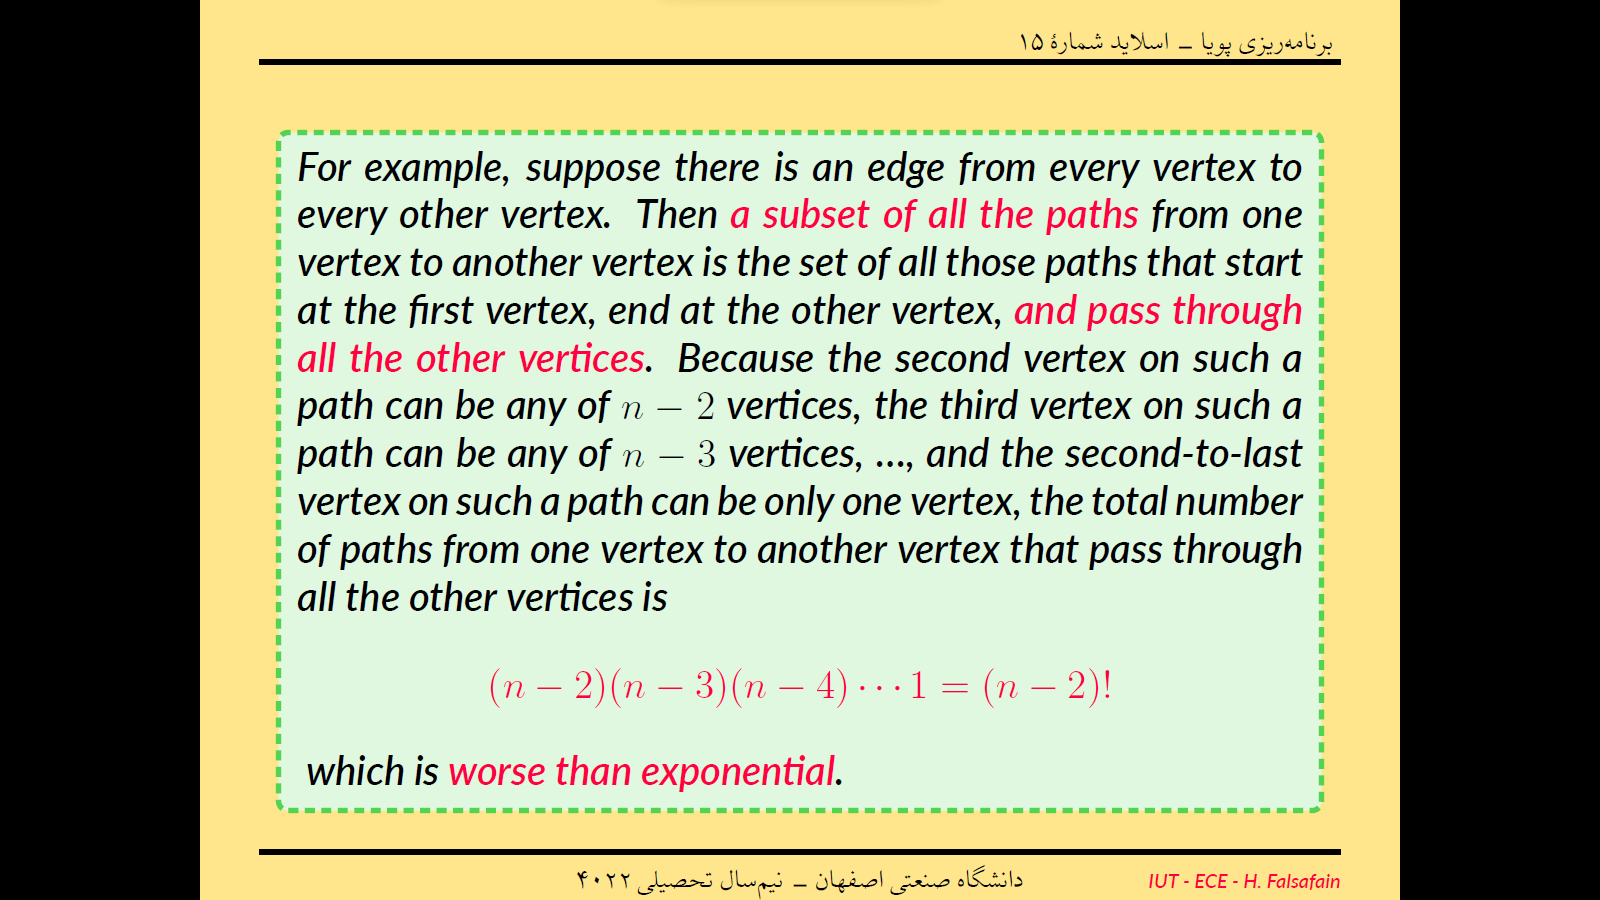 برنامه‌ریزی پویا – اسلاید شمارهٔ ۱۵
For example, suppose there is an edge from every vertex to
every other vertex. Then a subset of all the paths from one
vertex to another vertex is the set of all those paths that start
at the first vertex, end at the other vertex, and pass through
all the other vertices. Because the second vertex on such a
path can be any of n − 2 vertices, the third vertex on such a
path can be any of n − 3 vertices, ..., and the second-to-last
vertex on such a path can be only one vertex, the total number
of paths from one vertex to another vertex that pass through
all the other vertices is
(n − 2)(n − 3)(n − 4) · · · 1 = (n − 2)!
which is worse than exponential.
دانشگاه صنعتی اصفهان – نیم‌سال تحصیلی ۴۰۲۲
IUT - ECE - H. Falsafain